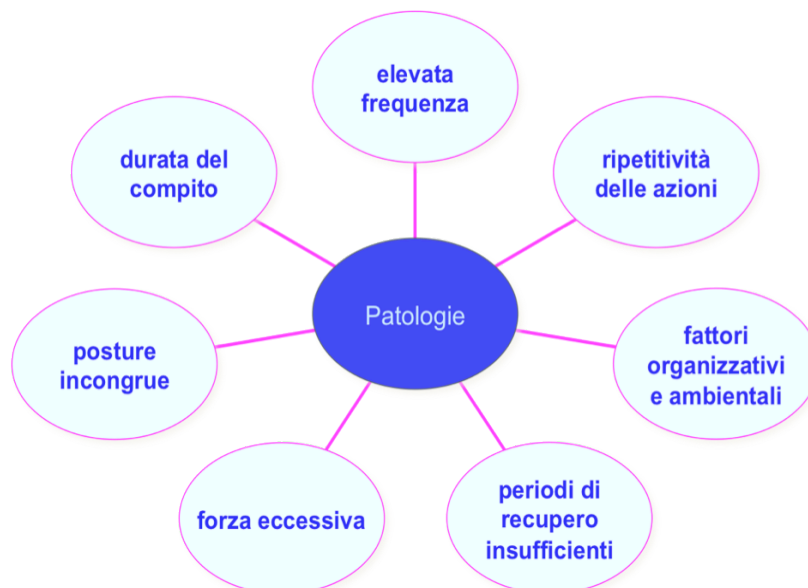 elevata
frequenza
durata del
compito
ripetitività
delle azioni
Patologie
posture
incongrue
fattori
organizzativi
e ambientali
forza eccessiva
periodi di
recupero
insufficienti